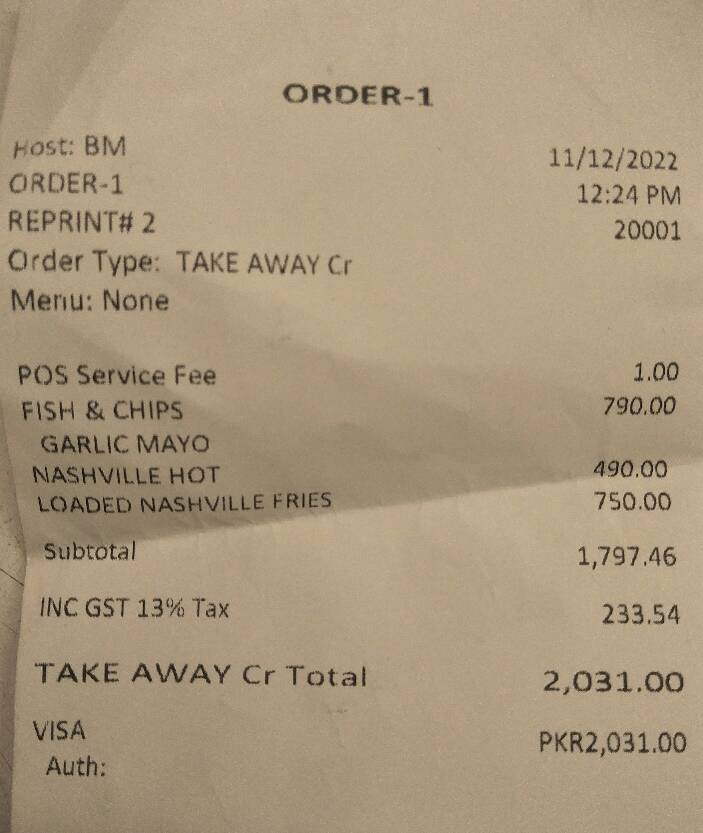 ORDER-1
Host: BM 11/12/2022
ORDER-1 12:24 PM
REPRINT# 2 20001
Order Type: TAKE AWAY Cr
Menu: None
POS Service Fee 1.00
FISH & CHIPS 790.00
GARLIC MAYO
NASHVILLE HOT 490.00
LOADED NASHVILLE FRIES 750.00
Subtotal 1,797.46
INC GST 13% Tax 233.54
TAKE AWAY Cr Total 2,031.00
VISA PKR2,031.00
Auth: